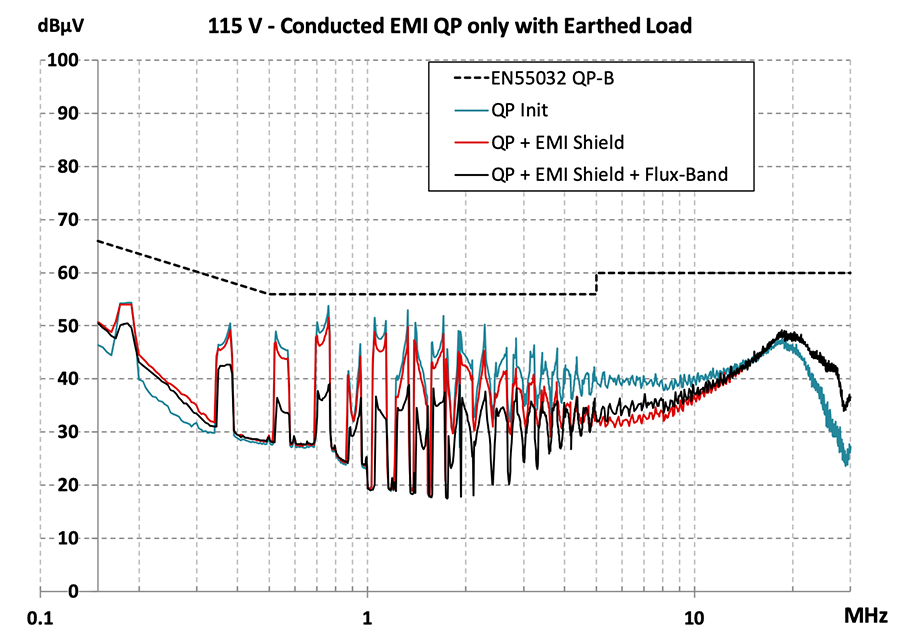 dBµV
115 V - Conducted EMI QP only with Earthed Load
100
90
80
70
60
50
40
30
20
10
0
EN55032 QP-B
QP Init
QP + EMI Shield
QP + EMI Shield + Flux-Band
0.1
1
10
MHz